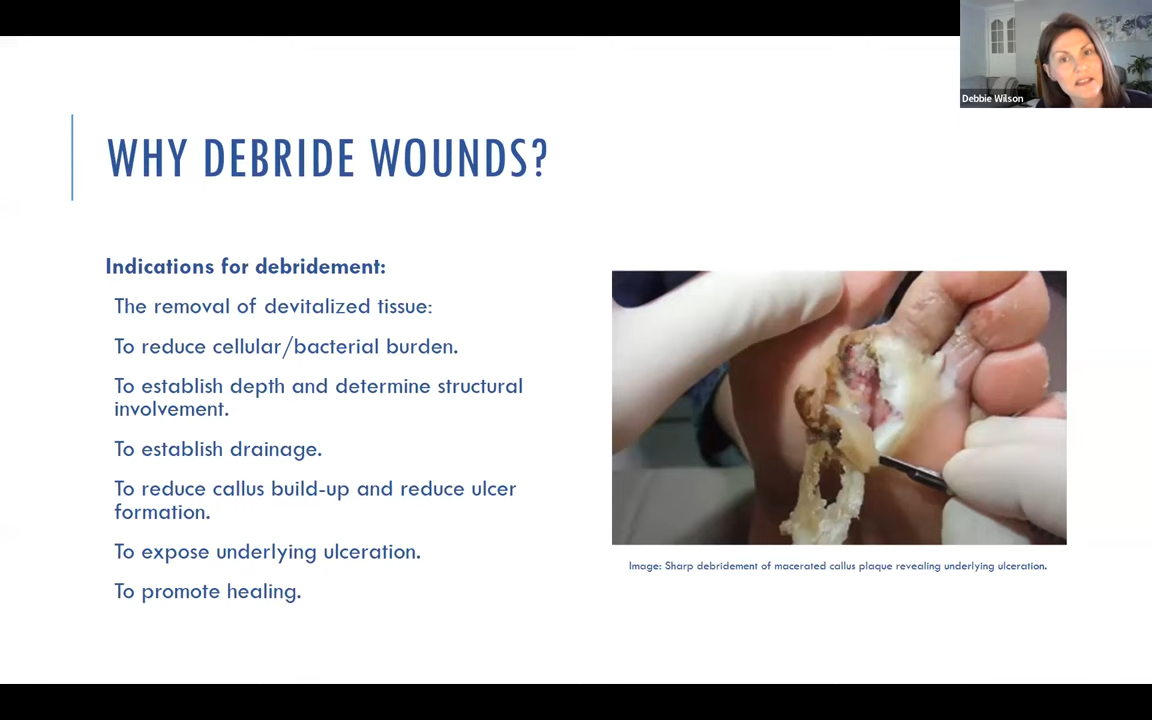 Debbie Wilson
WHY DEBRIDE WOUNDS?
Indications for debridement:
The removal of devitalized tissue:
To reduce cellular/bacterial burden.
To establish depth and determine structural
involvement.
To establish drainage.
To reduce callus build-up and reduce ulcer
formation.
To expose underlying ulceration.
To promote healing.
Image: Sharp debridement of macerated callus plaque revealing underlying ulceration.